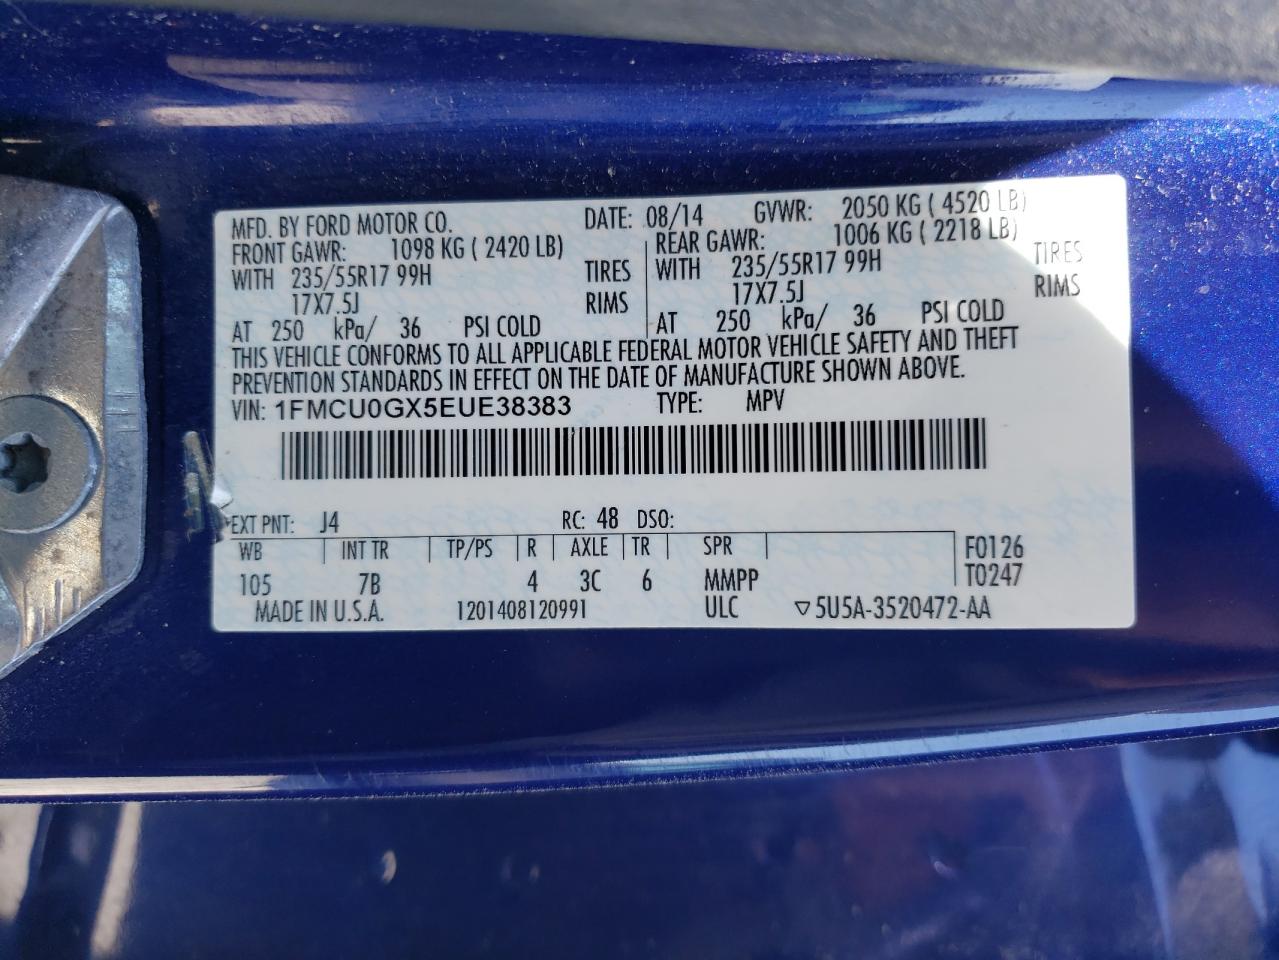 MFD. BY FORD MOTOR CO. DATE: 08/14 GVWR: 2050 KG ( 4520 LB)
FRONT GAWR: 1098 KG ( 2420 LB) REAR GAWR: 1006 KG ( 2218 LB)
WITH 235/55R17 99H TIRES WITH 235/55R17 99H TIRES
17X7.5J RIMS 17X7.5J RIMS
AT 250 kPa/ 36 PSI COLD AT 250 kPa/ 36 PSI COLD
THIS VEHICLE CONFORMS TO ALL APPLICABLE FEDERAL MOTOR VEHICLE SAFETY AND THEFT
PREVENTION STANDARDS IN EFFECT ON THE DATE OF MANUFACTURE SHOWN ABOVE.
VIN: 1FMCU0GX5EUE38383 TYPE: MPV
EXT PNT: J4 RC: 48 DSO:
WB INT TR TP/PS R AXLE TR SPR F0126
105 7B 4 3C 6 MMPP T0247
MADE IN U.S.A. 1201408120991 ULC ▽5U5A-3520472-AA